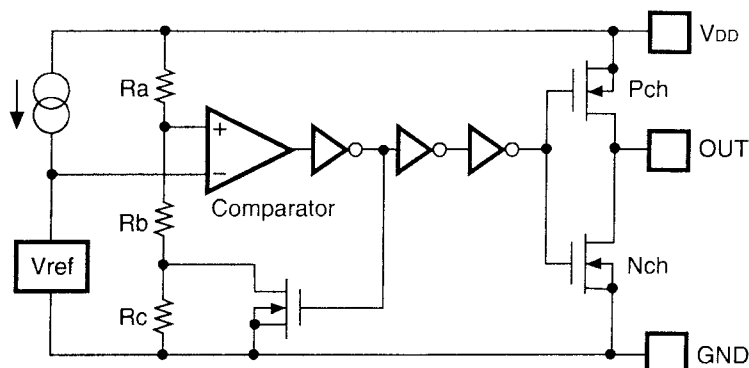 VDD
Ra
Pch
+
−
OUT
Comparator
Rb
Vref
Nch
Rc
GND